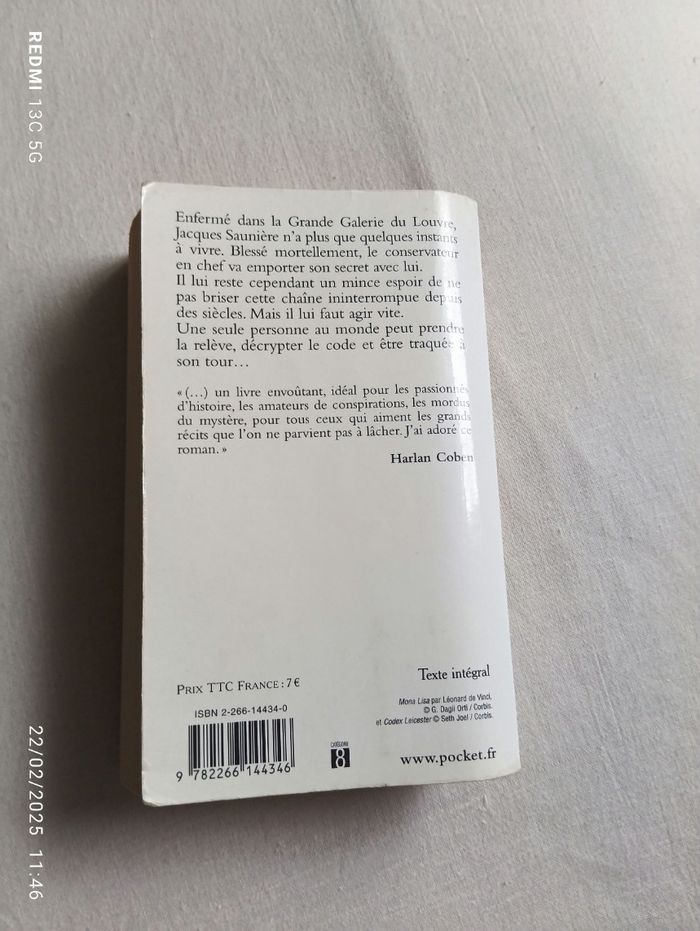 Enfermé dans la Grande Galerie du Louvre,
Jacques Saunière n'a plus que quelques instants
à vivre. Blessé mortellement, le conservateur
en chef va emporter son secret avec lui.
Il lui reste cependant un mince espoir de ne
pas briser cette chaîne ininterrompue depuis
des siècles. Mais il lui faut agir vite.
Une seule personne au monde peut prendre
la relève, décrypter le code et être traquée à
son tour…
« (…) un livre envoûtant, idéal pour les passionnés
d'histoire, les amateurs de conspirations, les mordus
du mystère, pour tous ceux qui aiment les grands
récits que l'on ne parvient pas à lâcher. J'ai adoré ce
roman. »
Harlan Coben
Texte intégral
PRIX TTC FRANCE : 7 €
Mona Lisa par Léonard de Vinci,
© G. Dagli Orti / Corbis.
et Codex Leicester © Seth Joel / Corbis.
ISBN 2-266-14434-0
9 782266 144346
CATÉGORIE
8
www.pocket.fr
REDMI 13C 5G
22/02/2025 11:46